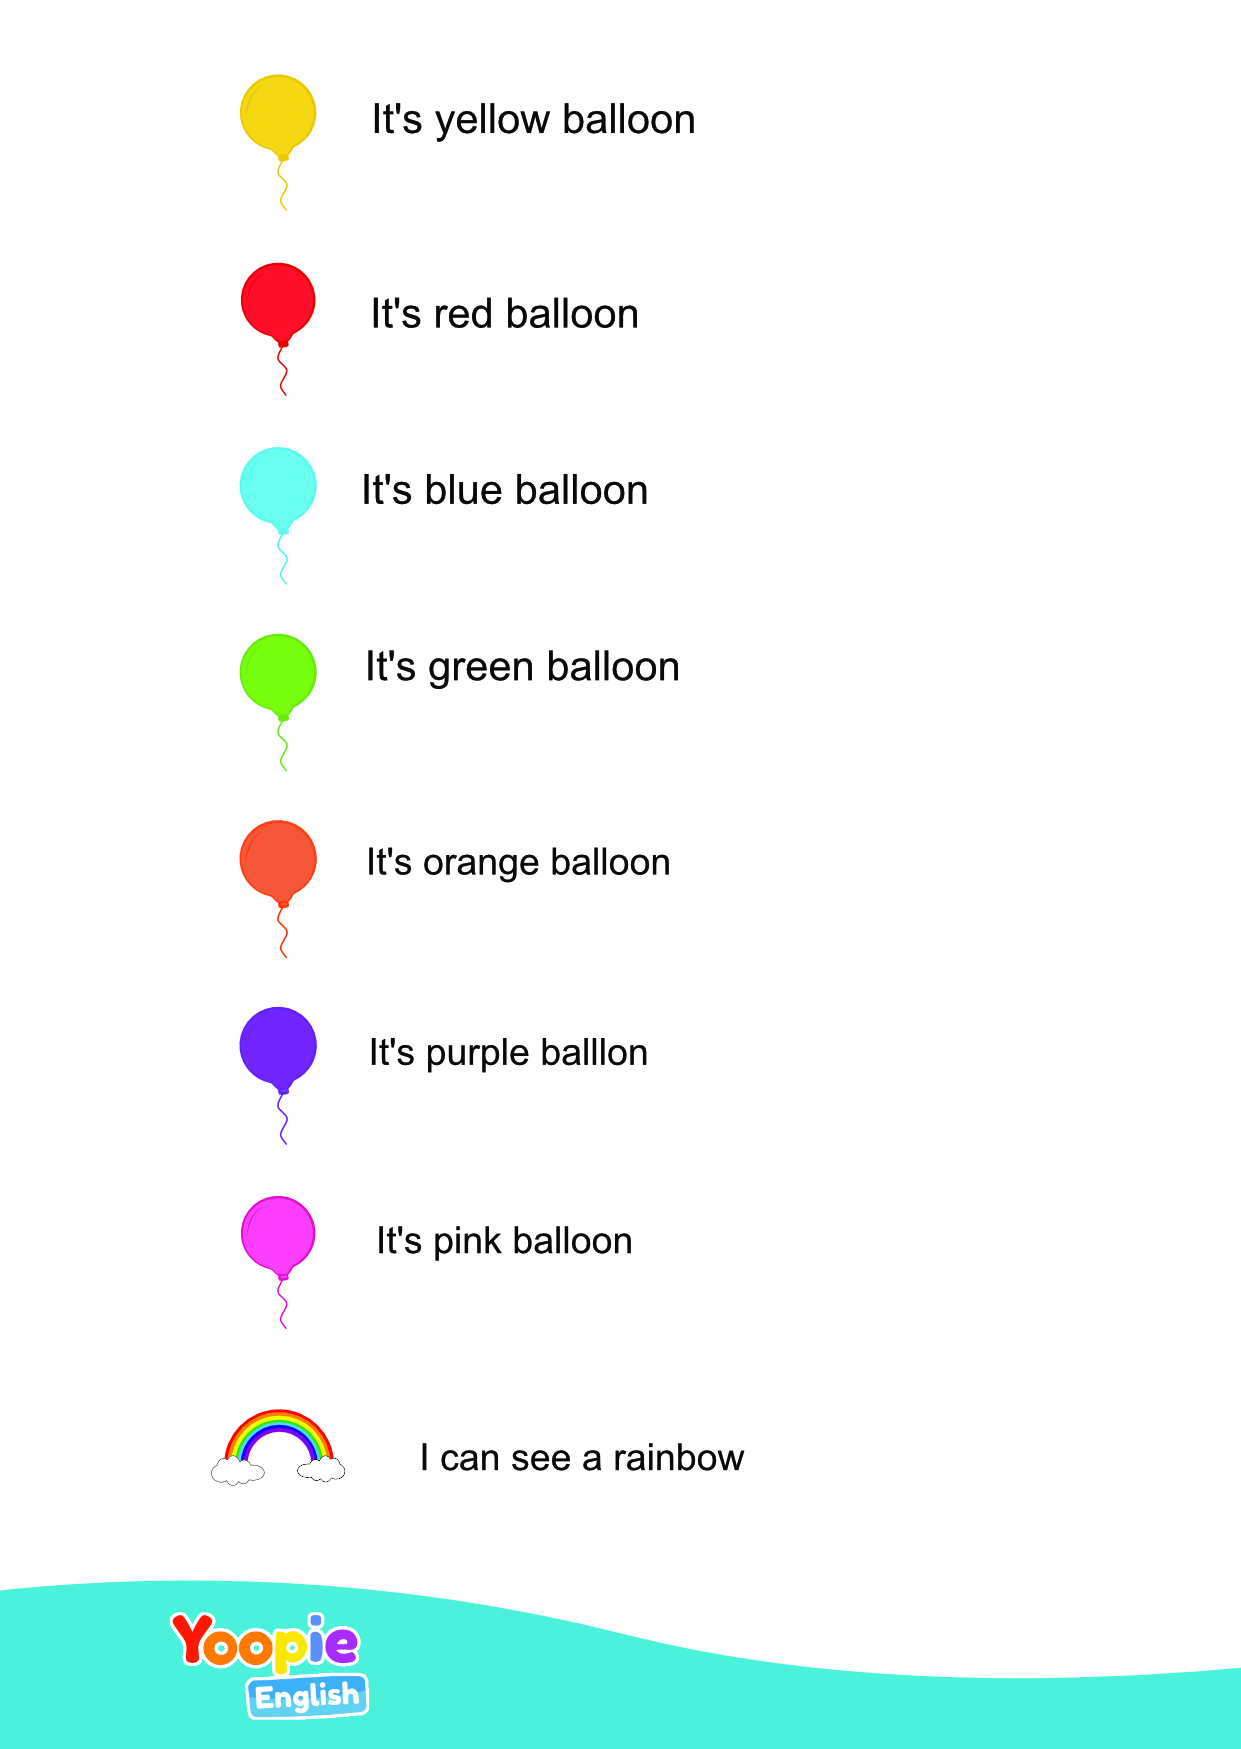 It's yellow balloon
It's red balloon
It's blue balloon
It's green balloon
It's orange balloon
It's purple balllon
It's pink balloon
I can see a rainbow
Yoopie
English